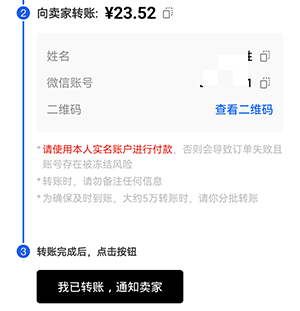 2 向卖家转账: ¥23.52
姓名
微信账号 1
二维码 查看二维码
*请使用本人实名账户进行付款，否则会导致订单失败且
账号存在被冻结风险
*转账时，请勿备注任何信息
*为确保及时到账，大约5万转账时，请你分批转账
3 转账完成后，点击按钮
我已转账，通知卖家